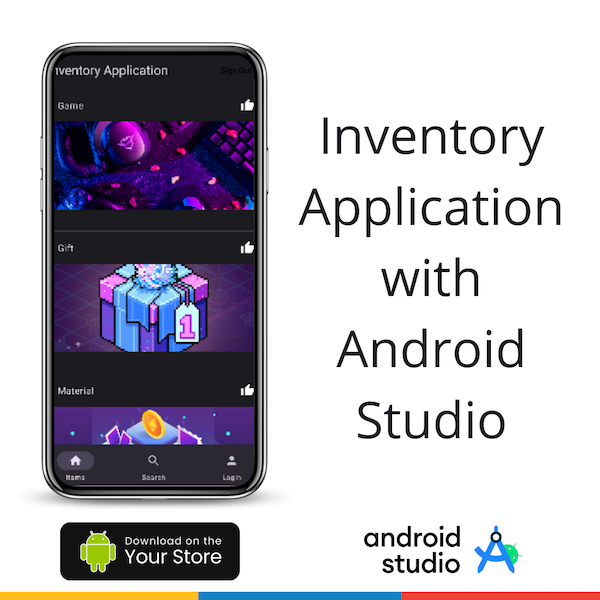 nventory Application
Sign Out
Game
Gift
1
Material
Items
Search
Login
Inventory
Application
with
Android
Studio
Download on the
Your Store
android
studio